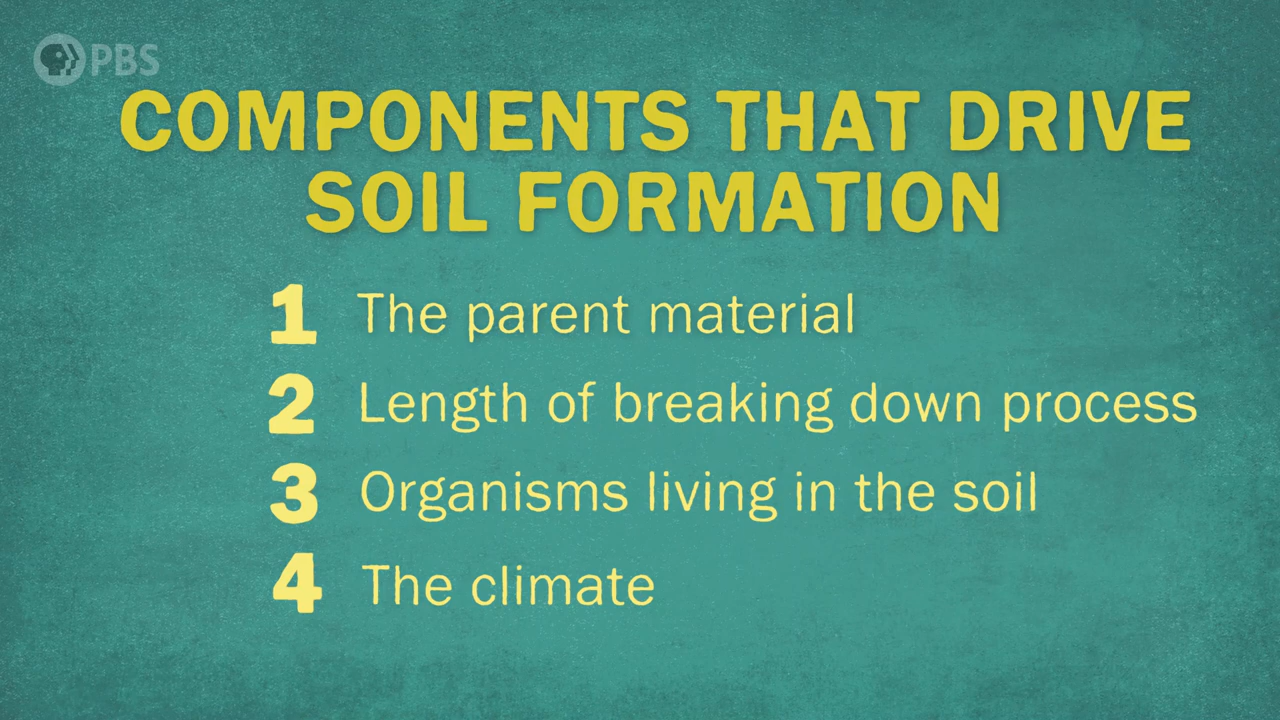 PBS
COMPONENTS THAT DRIVE
SOIL FORMATION
1 The parent material
2 Length of breaking down process
3 Organisms living in the soil
4 The climate